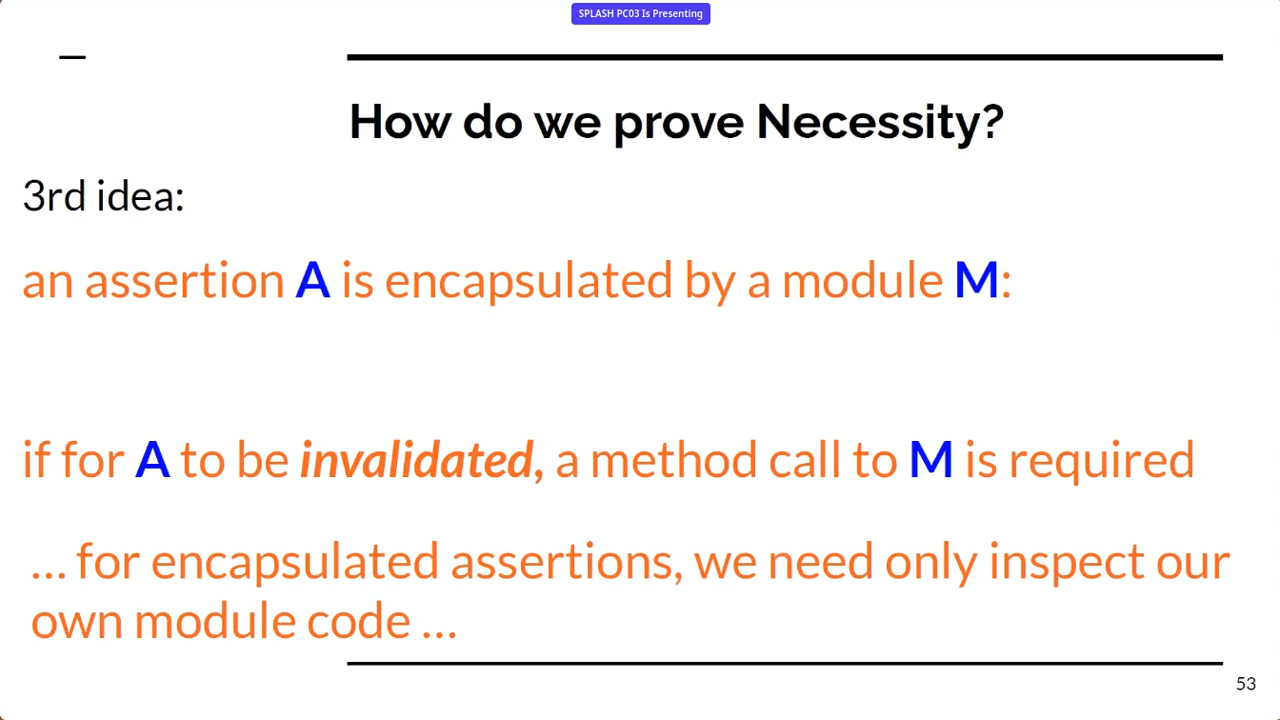 SPLASH PC03 Is Presenting
How do we prove Necessity?
3rd idea:
an assertion A is encapsulated by a module M:
if for A to be invalidated, a method call to M is required
… for encapsulated assertions, we need only inspect our
own module code …
53